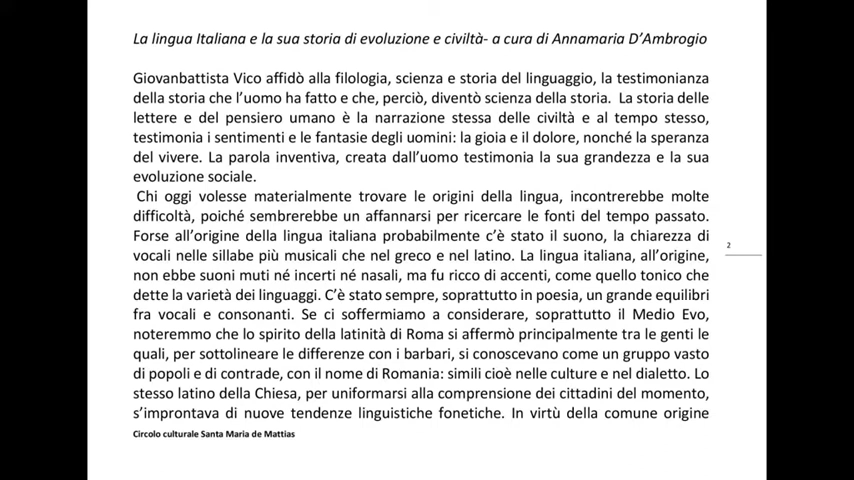 La lingua Italiana e la sua storia di evoluzione e civiltà- a cura di Annamaria D’Ambrogio
Giovanbattista Vico affidò alla filologia, scienza e storia del linguaggio, la testimonianza
della storia che l’uomo ha fatto e che, perciò, diventò scienza della storia. La storia delle
lettere e del pensiero umano è la narrazione stessa delle civiltà e al tempo stesso,
testimonia i sentimenti e le fantasie degli uomini: la gioia e il dolore, nonché la speranza
del vivere. La parola inventiva, creata dall’uomo testimonia la sua grandezza e la sua
evoluzione sociale.
Chi oggi volesse materialmente trovare le origini della lingua, incontrerebbe molte
difficoltà, poiché sembrerebbe un affannarsi per ricercare le fonti del tempo passato.
Forse all’origine della lingua italiana probabilmente c’è stato il suono, la chiarezza di
vocali nelle sillabe più musicali che nel greco e nel latino. La lingua italiana, all’origine,
non ebbe suoni muti né incerti né nasali, ma fu ricco di accenti, come quello tonico che
dette la varietà dei linguaggi. C’è stato sempre, soprattutto in poesia, un grande equilibri
fra vocali e consonanti. Se ci soffermiamo a considerare, soprattutto il Medio Evo,
noteremmo che lo spirito della latinità di Roma si affermò principalmente tra le genti le
quali, per sottolineare le differenze con i barbari, si conoscevano come un gruppo vasto
di popoli e di contrade, con il nome di Romania: simili cioè nelle culture e nel dialetto. Lo
stesso latino della Chiesa, per uniformarsi alla comprensione dei cittadini del momento,
s’improntava di nuove tendenze linguistiche fonetiche. In virtù della comune origine
Circolo culturale Santa Maria de Mattias
2